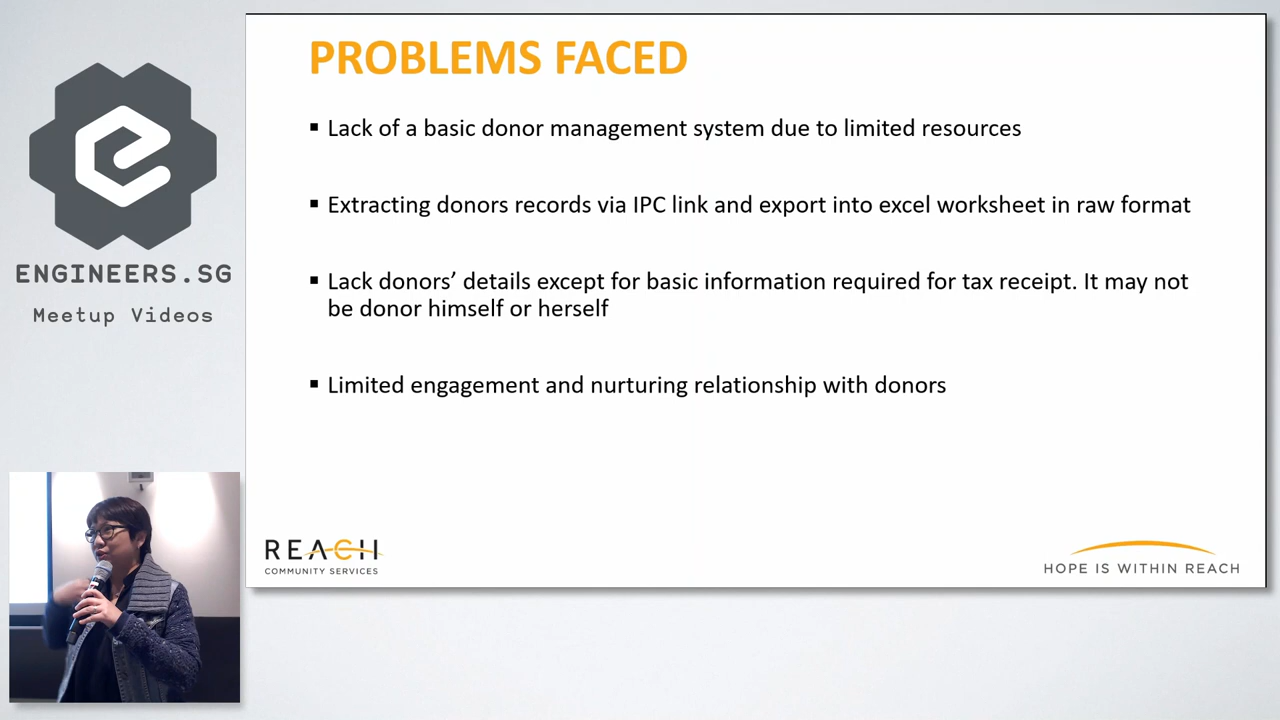 PROBLEMS FACED
▪ Lack of a basic donor management system due to limited resources
▪ Extracting donors records via IPC link and export into excel worksheet in raw format
▪ Lack donors’ details except for basic information required for tax receipt. It may not
be donor himself or herself
▪ Limited engagement and nurturing relationship with donors
REACH
COMMUNITY SERVICES
HOPE IS WITHIN REACH
ENGINEERS.SG
Meetup Videos